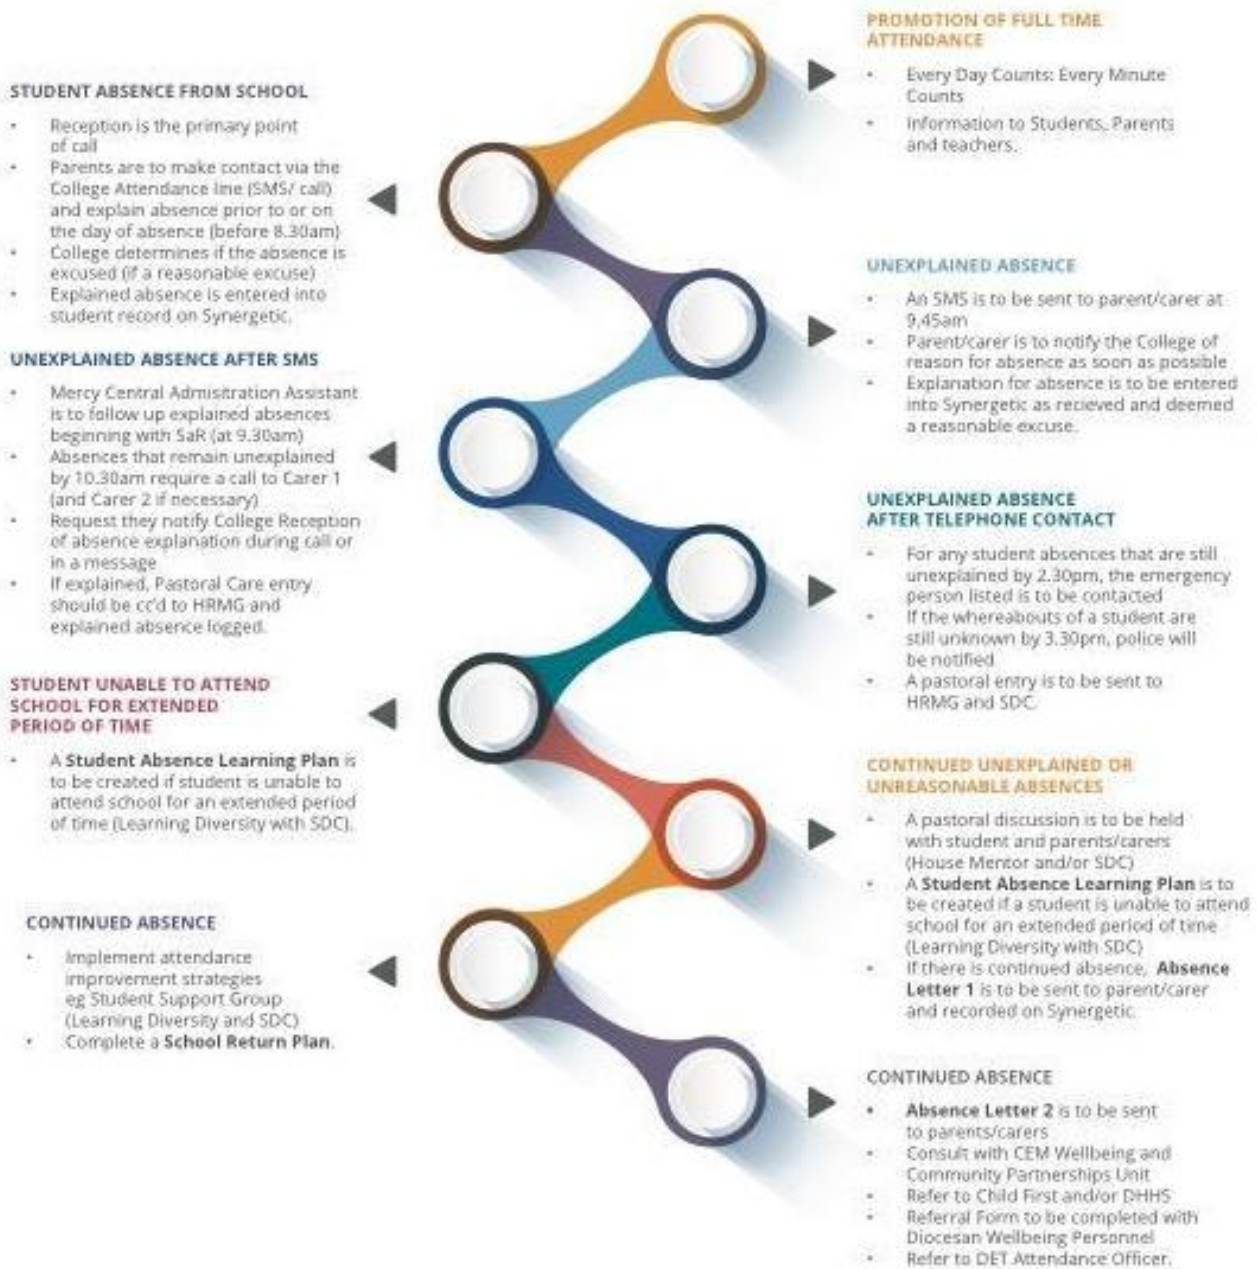 PROMOTION OF FULL TIME
ATTENDANCE
• Every Day Counts: Every Minute
Counts
• Information to Students, Parents
and teachers.
STUDENT ABSENCE FROM SCHOOL
• Reception is the primary point
of call
• Parents are to make contact via the
College Attendance line (SMS/ call)
and explain absence prior to or on
the day of absence (before 8.30am)
• College determines if the absence is
excused (if a reasonable excuse)
• Explained absence is entered into
student record on Synergetic.
UNEXPLAINED ABSENCE
• An SMS is to be sent to parent/carer at
9.45am
• Parent/carer is to notify the College of
reason for absence as soon as possible
• Explanation for absence is to be entered
into Synergetic as recieved and deemed
a reasonable excuse.
UNEXPLAINED ABSENCE AFTER SMS
• Mercy Central Admisitration Assistant
is to follow up explained absences
beginning with SaR (at 9.30am)
• Absences that remain unexplained
by 10.30am require a call to Carer 1
(and Carer 2 if necessary)
• Request they notify College Reception
of absence explanation during call or
in a message
• If explained, Pastoral Care entry
should be cc'd to HRMG and
explained absence logged.
UNEXPLAINED ABSENCE
AFTER TELEPHONE CONTACT
• For any student absences that are still
unexplained by 2.30pm, the emergency
person listed is to be contacted
• If the whereabouts of a student are
still unknown by 3.30pm, police will
be notified
• A pastoral entry is to be sent to
HRMG and SDC.
STUDENT UNABLE TO ATTEND
SCHOOL FOR EXTENDED
PERIOD OF TIME
• A Student Absence Learning Plan is
to be created if student is unable to
attend school for an extended period
of time (Learning Diversity with SDC).
CONTINUED UNEXPLAINED OR
UNREASONABLE ABSENCES
• A pastoral discussion is to be held
with student and parents/carers
(House Mentor and/or SDC)
• A Student Absence Learning Plan is to
be created if a student is unable to attend
school for an extended period of time
(Learning Diversity with SDC)
• If there is continued absence, Absence
Letter 1 is to be sent to parent/carer
and recorded on Synergetic.
CONTINUED ABSENCE
• Implement attendance
improvement strategies
eg Student Support Group
(Learning Diversity and SDC)
• Complete a School Return Plan.
CONTINUED ABSENCE
• Absence Letter 2 is to be sent
to parents/carers
• Consult with CEM Wellbeing and
Community Partnerships Unit
• Refer to Child First and/or DHHS
• Referral Form to be completed with
Diocesan Wellbeing Personnel
• Refer to DET Attendance Officer.